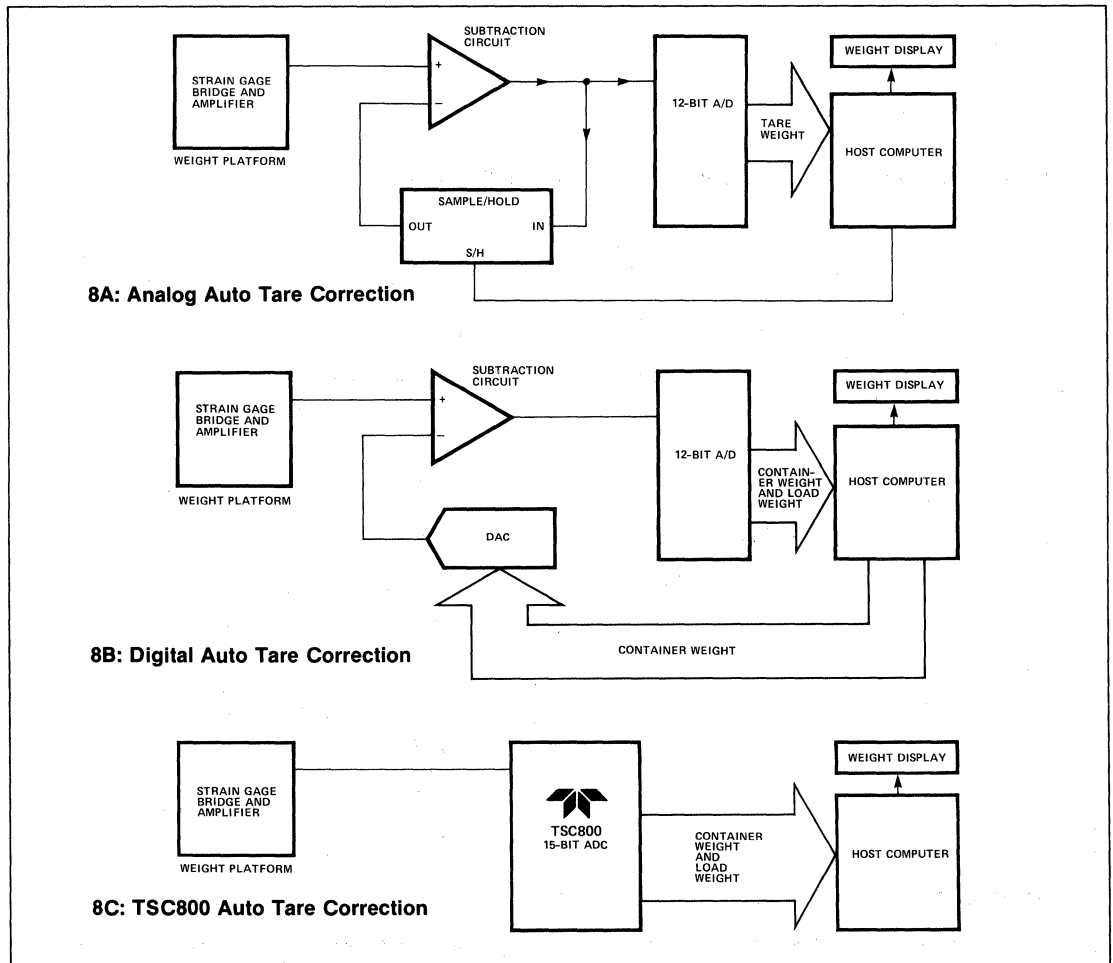 SUBTRACTION
CIRCUIT
STRAIN GAGE
BRIDGE AND
AMPLIFIER
WEIGHT PLATFORM
+
−
12-BIT A/D
TARE
WEIGHT
WEIGHT DISPLAY
HOST COMPUTER
SAMPLE/HOLD
OUT
IN
S/H
8A: Analog Auto Tare Correction
SUBTRACTION
CIRCUIT
STRAIN GAGE
BRIDGE AND
AMPLIFIER
WEIGHT PLATFORM
+
−
12-BIT A/D
CONTAIN-
ER WEIGHT
AND LOAD
WEIGHT
WEIGHT DISPLAY
HOST COMPUTER
DAC
CONTAINER WEIGHT
8B: Digital Auto Tare Correction
STRAIN GAGE
BRIDGE AND
AMPLIFIER
WEIGHT PLATFORM
TSC800
15-BIT ADC
CONTAINER
WEIGHT
AND
LOAD
WEIGHT
WEIGHT DISPLAY
HOST COMPUTER
8C: TSC800 Auto Tare Correction